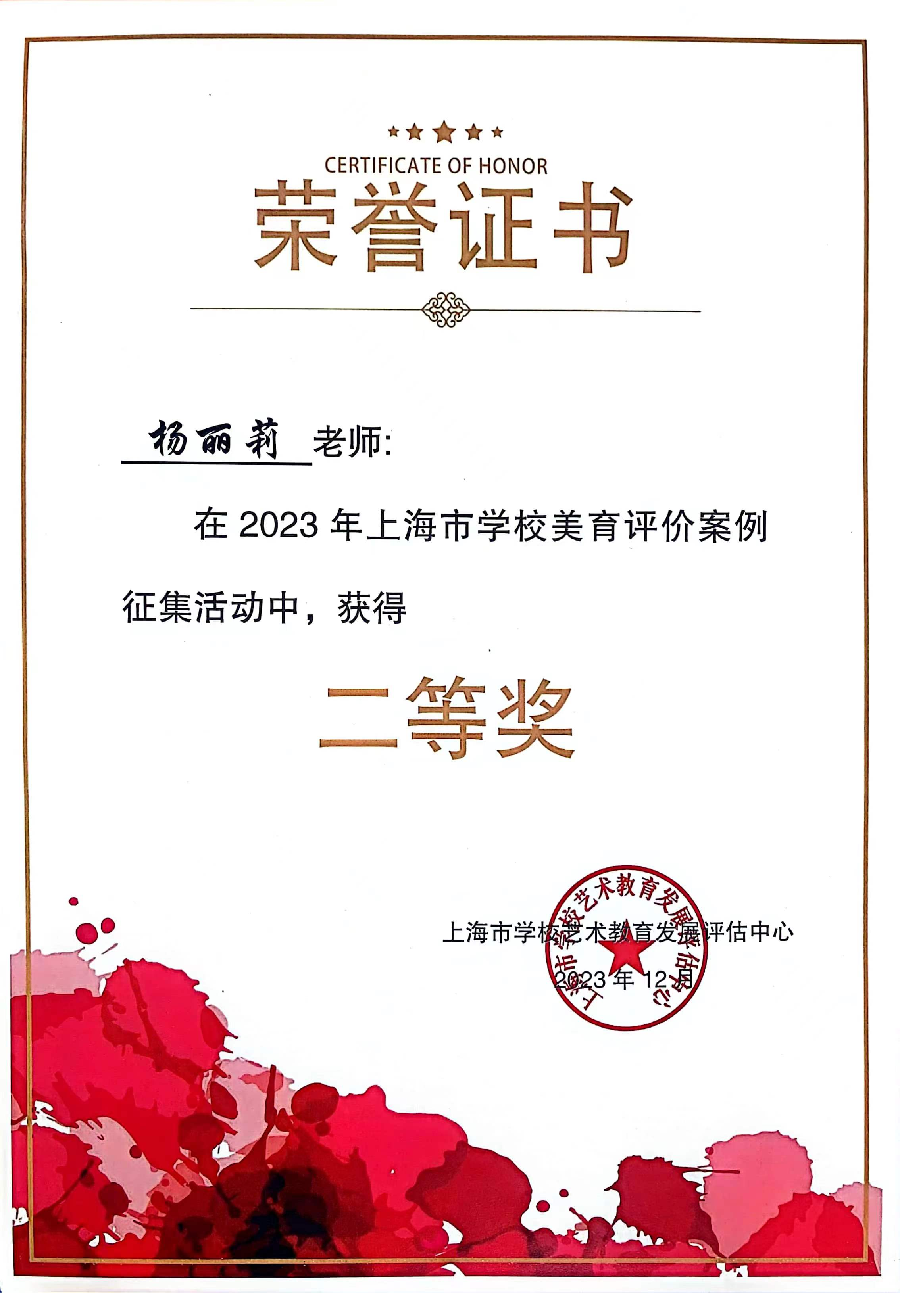 CERTIFICATE OF HONOR
荣誉证书
杨丽莉 老师:
在 2023 年上海市学校美育评价案例
征集活动中，获得
二等奖
上海市学校艺术教育发展评估中心
2023 年 12 月
上海市学校艺术教育发展评估中心